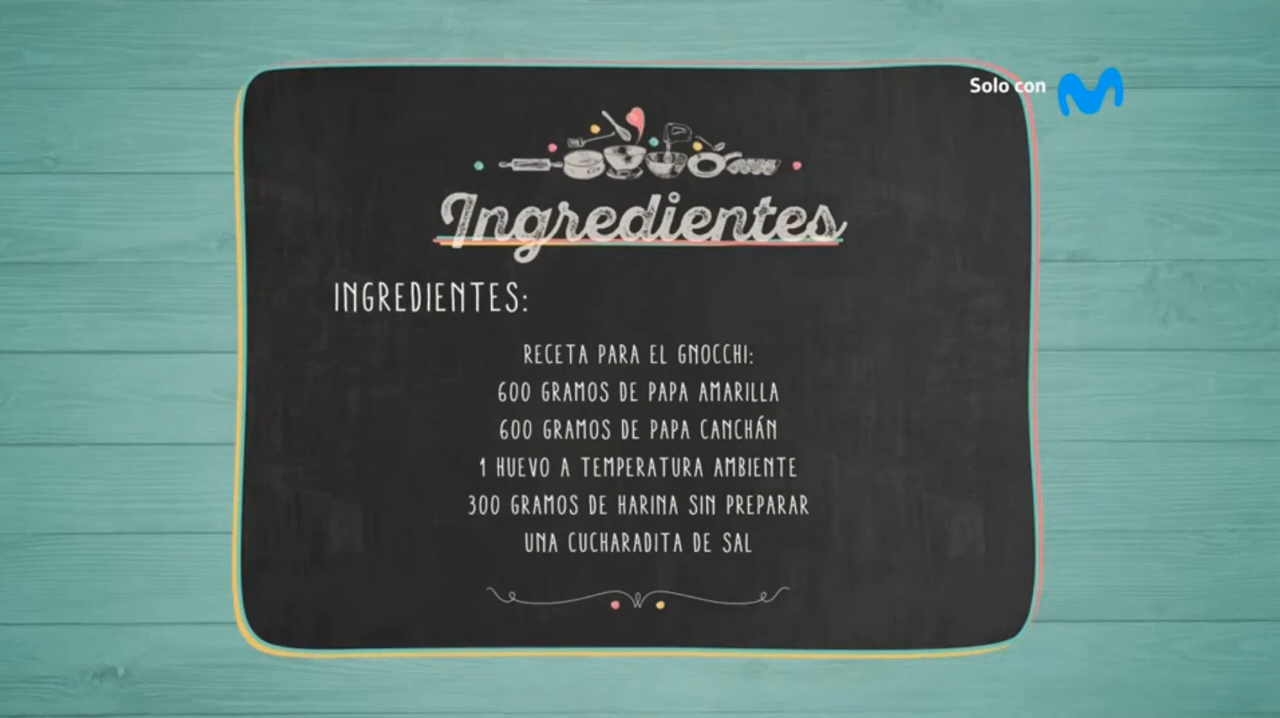 Solo con
Ingredientes
INGREDIENTES:
RECETA PARA EL GNOCCHI:
600 GRAMOS DE PAPA AMARILLA
600 GRAMOS DE PAPA CANCHÁN
1 HUEVO A TEMPERATURA AMBIENTE
300 GRAMOS DE HARINA SIN PREPARAR
UNA CUCHARADITA DE SAL